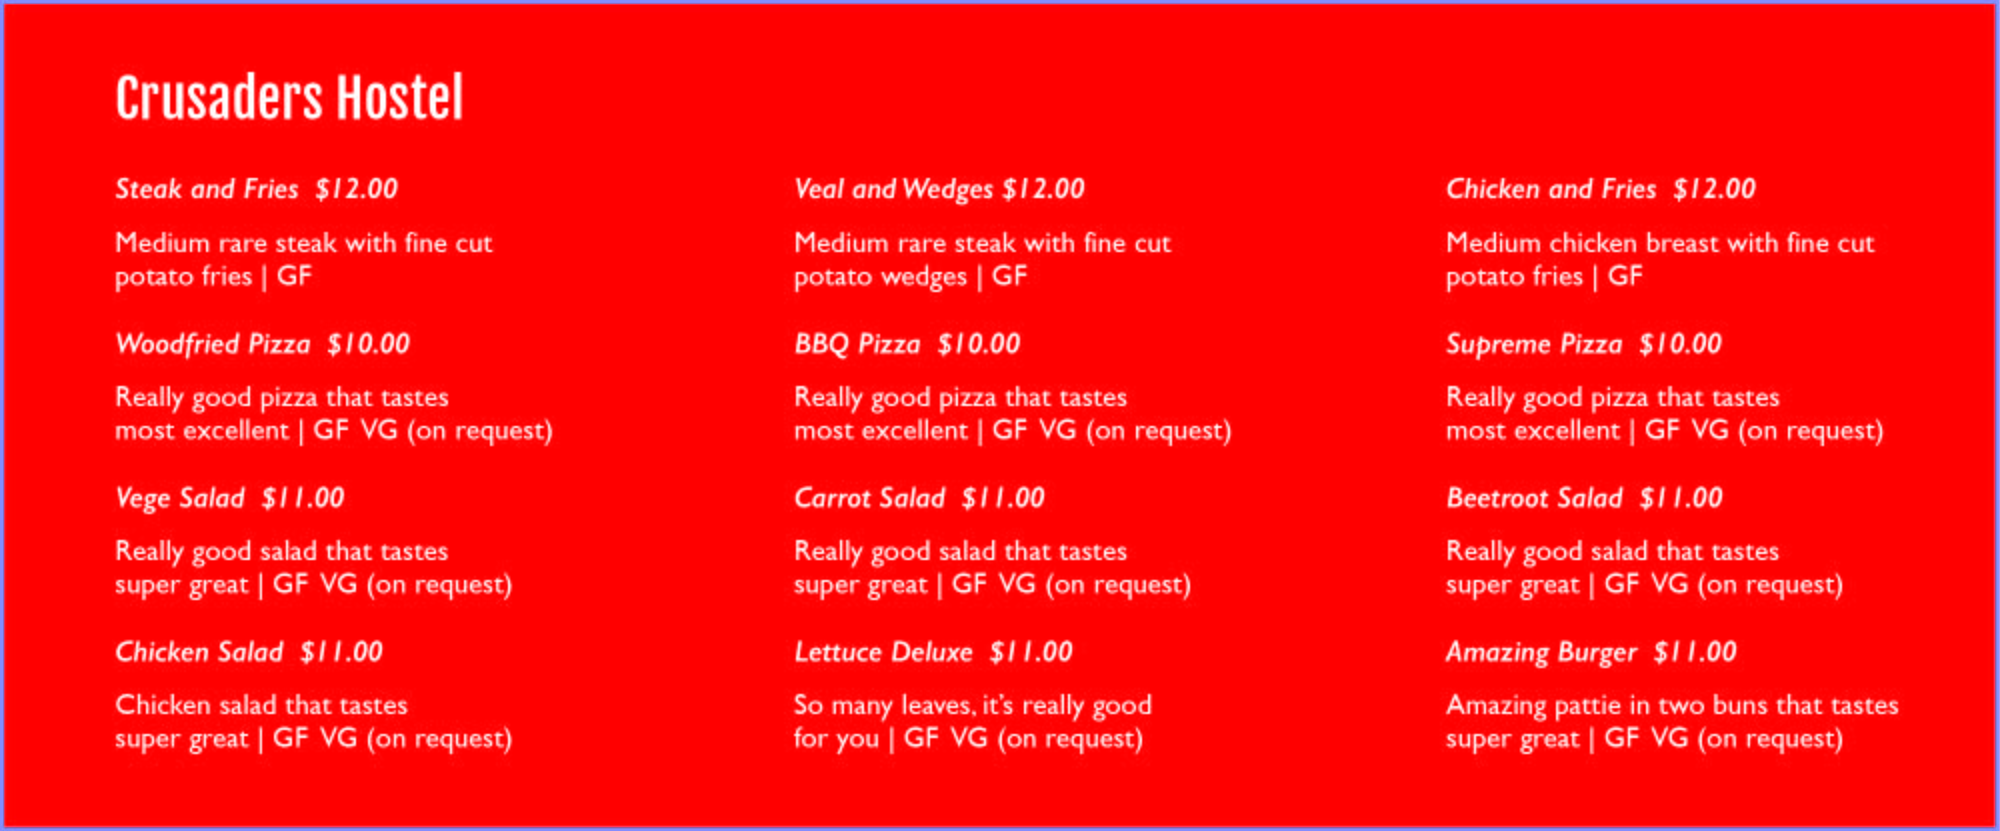 Crusaders Hostel
Steak and Fries $12.00
Medium rare steak with fine cut
potato fries | GF
Veal and Wedges $12.00
Medium rare steak with fine cut
potato wedges | GF
Chicken and Fries $12.00
Medium chicken breast with fine cut
potato fries | GF
Woodfried Pizza $10.00
Really good pizza that tastes
most excellent | GF VG (on request)
BBQ Pizza $10.00
Really good pizza that tastes
most excellent | GF VG (on request)
Supreme Pizza $10.00
Really good pizza that tastes
most excellent | GF VG (on request)
Vege Salad $11.00
Really good salad that tastes
super great | GF VG (on request)
Carrot Salad $11.00
Really good salad that tastes
super great | GF VG (on request)
Beetroot Salad $11.00
Really good salad that tastes
super great | GF VG (on request)
Chicken Salad $11.00
Chicken salad that tastes
super great | GF VG (on request)
Lettuce Deluxe $11.00
So many leaves, it’s really good
for you | GF VG (on request)
Amazing Burger $11.00
Amazing pattie in two buns that tastes
super great | GF VG (on request)